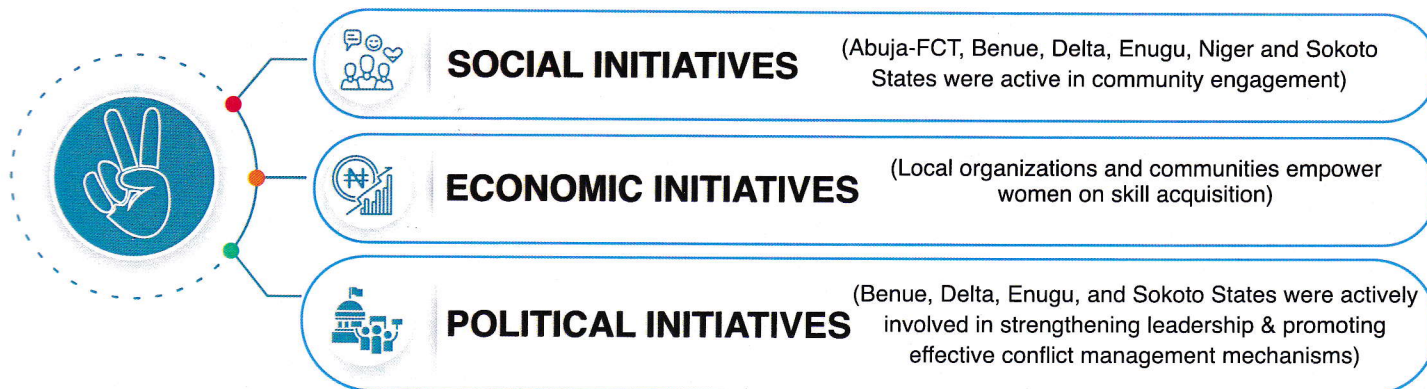 SOCIAL INITIATIVES
(Abuja-FCT, Benue, Delta, Enugu, Niger and Sokoto
States were active in community engagement)
ECONOMIC INITIATIVES
(Local organizations and communities empower
women on skill acquisition)
POLITICAL INITIATIVES
(Benue, Delta, Enugu, and Sokoto States were actively
involved in strengthening leadership & promoting
effective conflict management mechanisms)